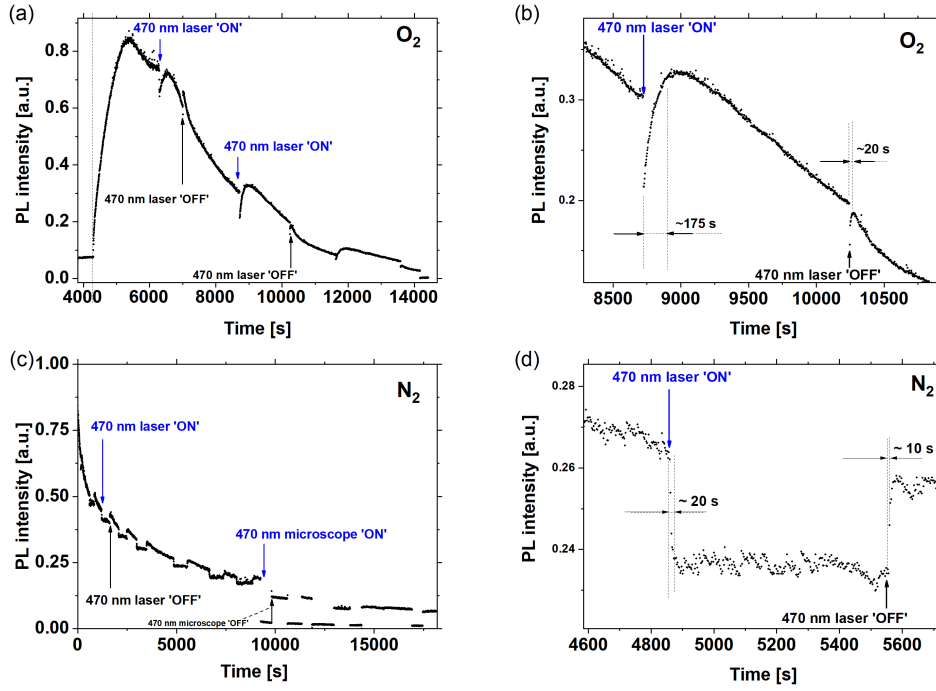 (a)
O2
470 nm laser 'ON'
470 nm laser 'ON'
470 nm laser 'OFF'
470 nm laser 'OFF'
PL intensity [a.u.]
0.8
0.6
0.4
0.2
0.0
4000 6000 8000 10000 12000 14000
Time [s]
(b)
O2
470 nm laser 'ON'
~20 s
~175 s
470 nm laser 'OFF'
PL intensity [a.u.]
0.3
0.2
8500 9000 9500 10000 10500
Time [s]
(c)
N2
470 nm laser 'ON'
470 nm laser 'OFF'
470 nm microscope 'ON'
470 nm microscope 'OFF'
PL intensity [a.u.]
1.00
0.75
0.50
0.25
0.00
0 5000 10000 15000
Time [s]
(d)
N2
470 nm laser 'ON'
~ 10 s
~ 20 s
470 nm laser 'OFF'
PL intensity [a.u.]
0.28
0.26
0.24
4600 4800 5000 5200 5400 5600
Time [s]